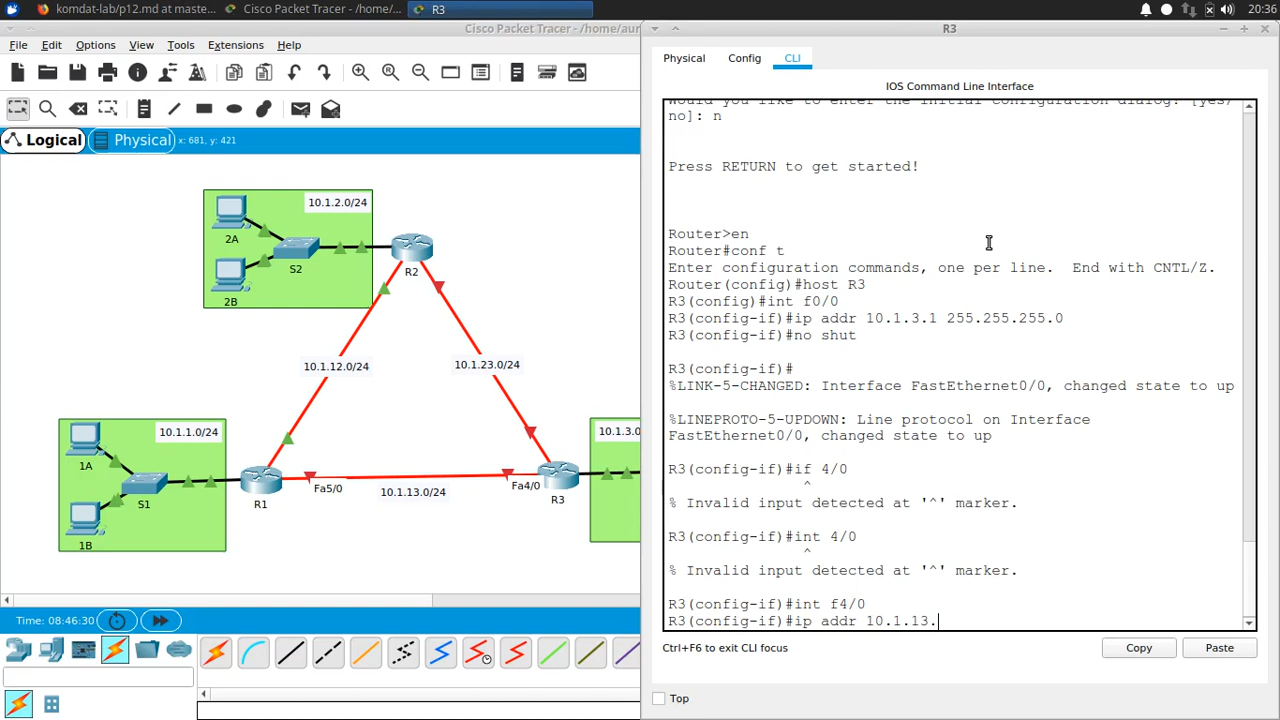 komdat-lab/p12.md at maste...
Cisco Packet Tracer - /home/...
R3
20:36
Cisco Packet Tracer - /home/aur
File Edit Options View Tools Extensions Help
Logical
Physical
x: 681, y: 421
10.1.2.0/24
2A
S2
2B
R2
10.1.12.0/24
10.1.23.0/24
10.1.1.0/24
1A
S1
1B
R1
Fa5/0
10.1.13.0/24
Fa4/0
R3
10.1.3.0
Time: 08:46:30
R3
Physical Config CLI
IOS Command Line Interface
Would you like to enter the initial configuration dialog? [yes/
no]: n
Press RETURN to get started!
Router>en
Router#conf t
Enter configuration commands, one per line.  End with CNTL/Z.
Router(config)#host R3
R3(config)#int f0/0
R3(config-if)#ip addr 10.1.3.1 255.255.255.0
R3(config-if)#no shut
R3(config-if)#
%LINK-5-CHANGED: Interface FastEthernet0/0, changed state to up
%LINEPROTO-5-UPDOWN: Line protocol on Interface
FastEthernet0/0, changed state to up
R3(config-if)#if 4/0
^
% Invalid input detected at '^' marker.
R3(config-if)#int 4/0
^
% Invalid input detected at '^' marker.
R3(config-if)#int f4/0
R3(config-if)#ip addr 10.1.13.
Ctrl+F6 to exit CLI focus
Copy
Paste
Top